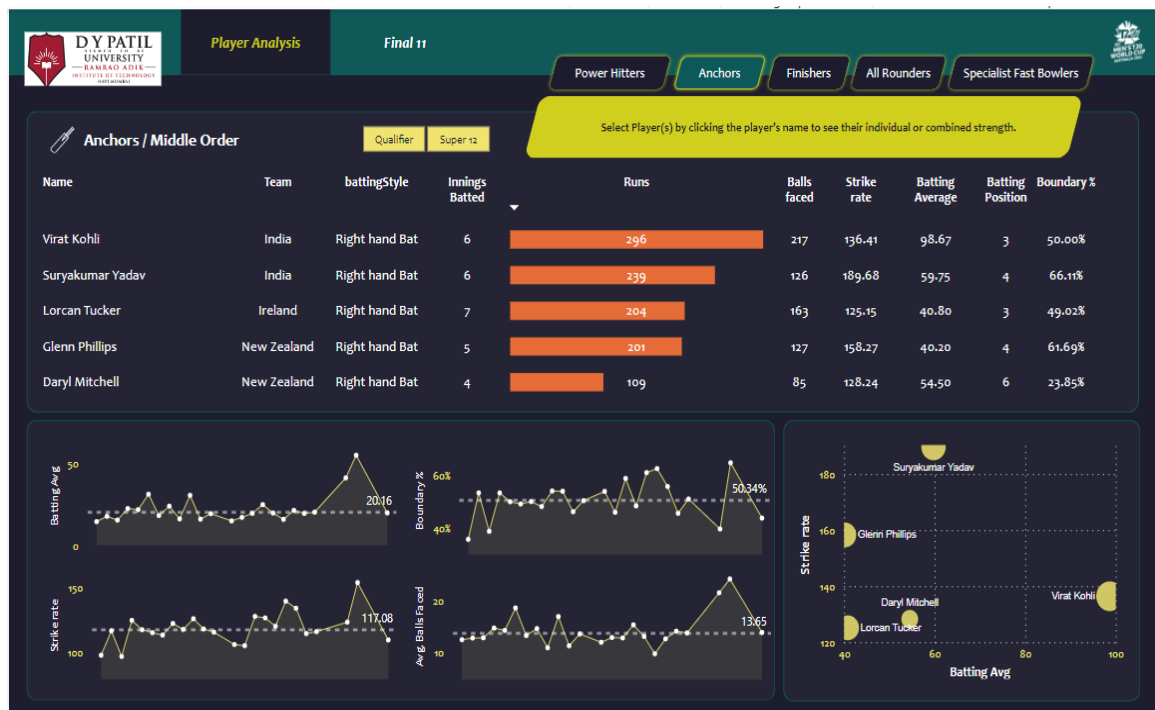 D Y PATIL
UNIVERSITY
RAMRAO ADIK
INSTITUTE OF TECHNOLOGY
NAVI MUMBAI
Player Analysis
Final 11
MEN'S T20
WORLD CUP
Power Hitters
Anchors
Finishers
All Rounders
Specialist Fast Bowlers
Select Player(s) by clicking the player's name to see their individual or combined strength.
Anchors / Middle Order
Qualifier
Super 12
Name Team battingStyle Innings Batted Runs Balls faced Strike rate Batting Average Batting Position Boundary %
Virat Kohli India Right hand Bat 6 296 217 136.41 98.67 3 50.00%
Suryakumar Yadav India Right hand Bat 6 239 126 189.68 59.75 4 66.11%
Lorcan Tucker Ireland Right hand Bat 7 204 163 125.15 40.80 3 49.02%
Glenn Phillips New Zealand Right hand Bat 5 201 127 158.27 40.20 4 61.69%
Daryl Mitchell New Zealand Right hand Bat 4 109 85 128.24 54.50 6 23.85%
Batting Avg
50
0
20.16
Boundary %
60%
40%
50.34%
Strike rate
150
100
117.08
Avg. Balls Faced
20
10
13.65
Strike rate
180
160
140
120
Suryakumar Yadav
Glenn Phillips
Virat Kohli
Daryl Mitchell
Lorcan Tucker
40 60 80 100
Batting Avg